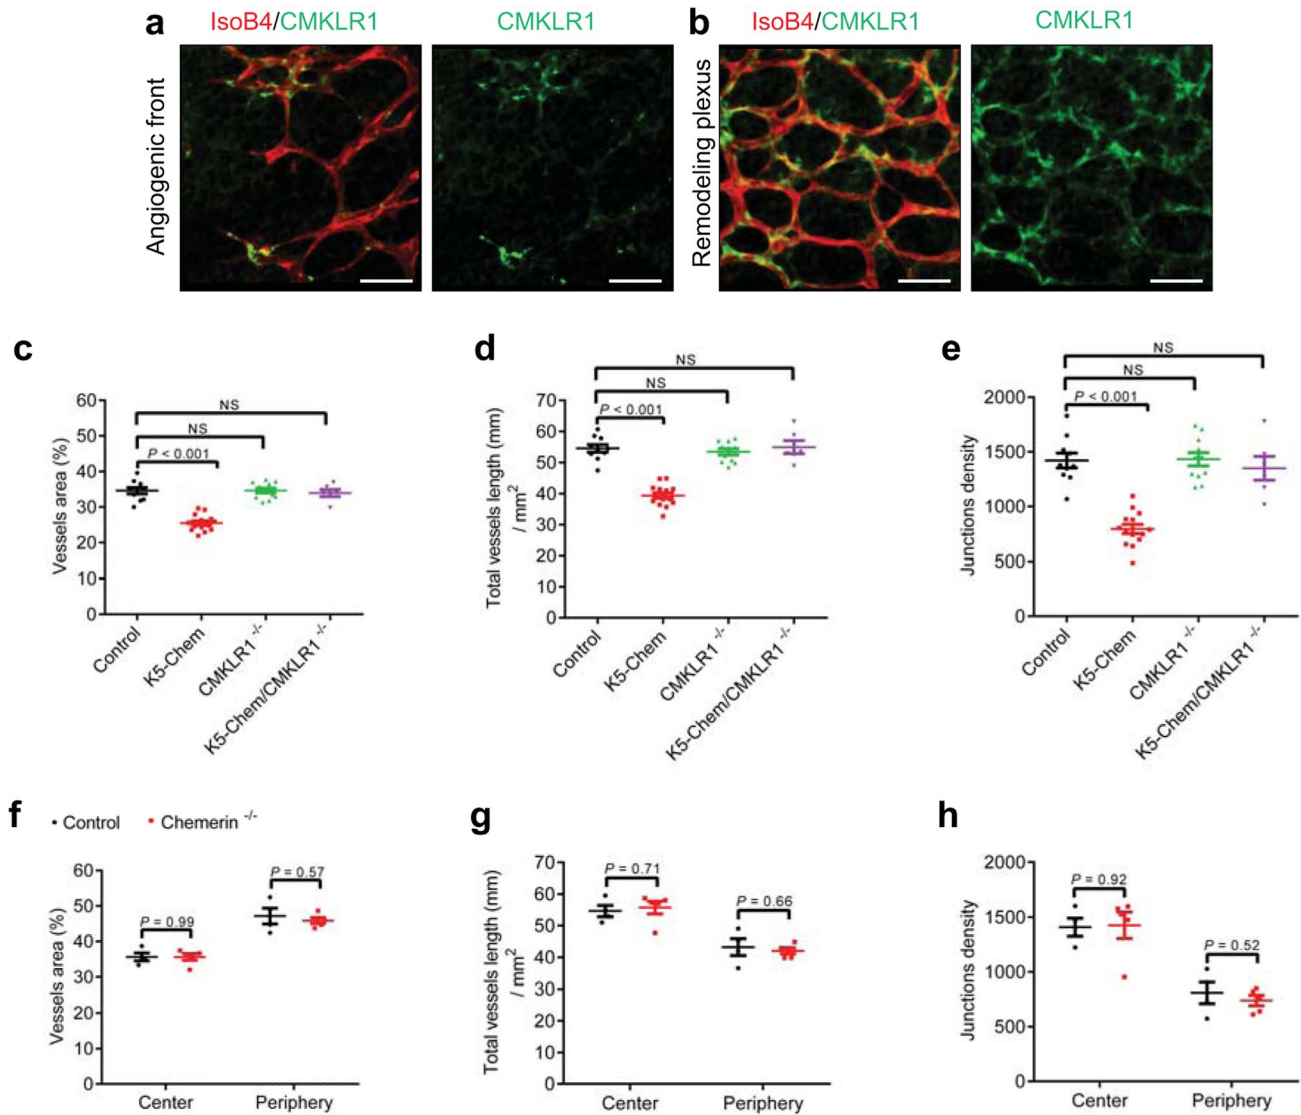 a IsoB4/CMKLR1 CMKLR1 b IsoB4/CMKLR1 CMKLR1
Angiogenic front
Remodeling plexus
c
Vessels area (%)
60
50
40
30
20
10
0
NS
NS
P < 0.001
Control
K5-Chem
CMKLR1 -/-
K5-Chem/CMKLR1 -/-
d
Total vessels length (mm)
/ mm2
70
60
50
40
30
20
10
0
NS
NS
P < 0.001
Control
K5-Chem
CMKLR1 -/-
K5-Chem/CMKLR1 -/-
e
Junctions density
2000
1500
1000
500
0
NS
NS
P < 0.001
Control
K5-Chem
CMKLR1 -/-
K5-Chem/CMKLR1 -/-
f
Control Chemerin -/-
Vessels area (%)
60
50
40
30
20
10
0
P = 0.99
P = 0.57
Center Periphery
g
Total vessels length (mm)
/ mm2
70
60
50
40
30
20
10
0
P = 0.71
P = 0.66
Center Periphery
h
Junctions density
2000
1500
1000
500
0
P = 0.92
P = 0.52
Center Periphery